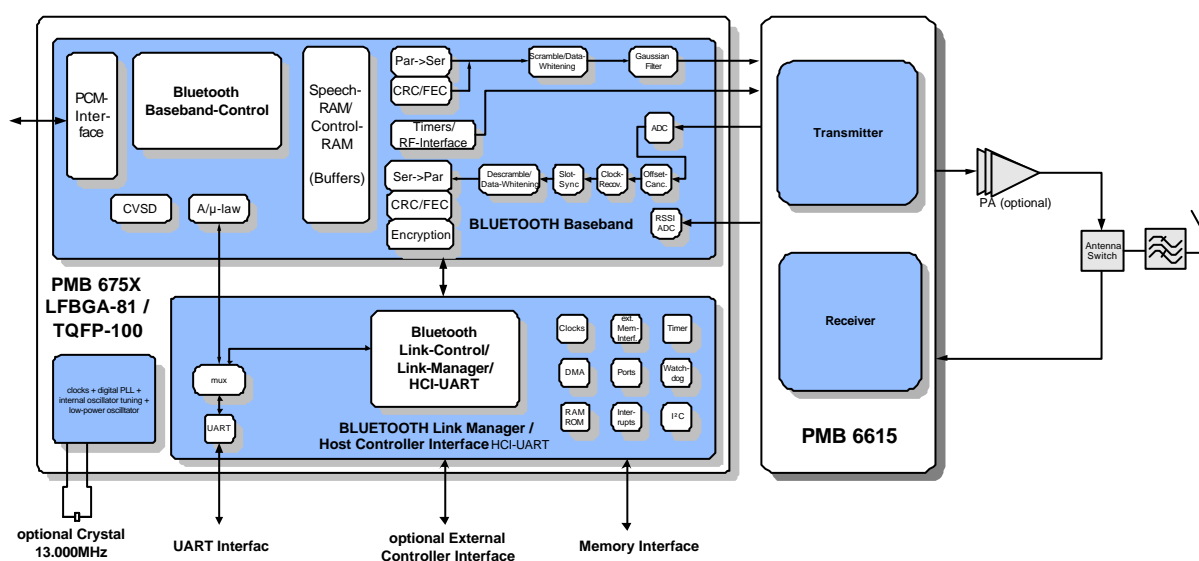 PCM-
Inter-
face
Bluetooth
Baseband-Control
CVSD
A/µ-law
Speech-
RAM/
Control-
RAM
(Buffers)
Par->Ser
CRC/FEC
Timers/
RF-Interface
Ser->Par
CRC/FEC
Encryption
Scramble/Data-
Whitening
Gaussian
Filter
ADC
Descramble/
Data-Whitening
Slot-
Sync
Clock-
Recov.
Offset-
Canc.
RSSI
ADC
BLUETOOTH Baseband
PMB 675X
LFBGA-81 /
TQFP-100
clocks + digital PLL +
internal oscillator tuning +
low-power oscilltator
optional Crystal
13.000MHz
mux
UART
Bluetooth
Link-Control/
Link-Manager/
HCI-UART
Clocks
ext.
Mem-
Interf.
Timer
DMA
Ports
Watch-
dog
RAM
ROM
Inter-
rupts
I²C
BLUETOOTH Link Manager /
Host Controller Interface HCI-UART
UART Interfac
optional External
Controller Interface
Memory Interface
Transmitter
Receiver
PMB 6615
PA (optional)
Antenna
Switch